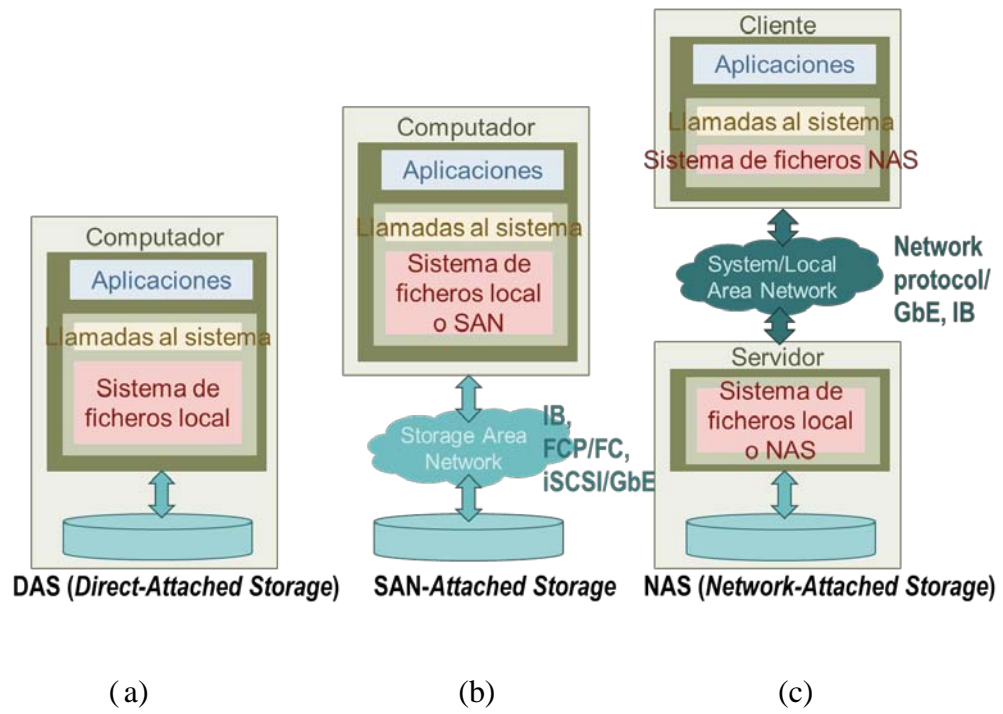 Computador
Aplicaciones
Llamadas al sistema
Sistema de
ficheros local
DAS (Direct-Attached Storage)
(a)
Computador
Aplicaciones
Llamadas al sistema
Sistema de
ficheros local
o SAN
Storage Area
Network
IB,
FCP/FC,
iSCSI/GbE
SAN-Attached Storage
(b)
Cliente
Aplicaciones
Llamadas al sistema
Sistema de ficheros NAS
System/Local
Area Network
Network
protocol/
GbE, IB
Servidor
Sistema de
ficheros local
o NAS
NAS (Network-Attached Storage)
(c)